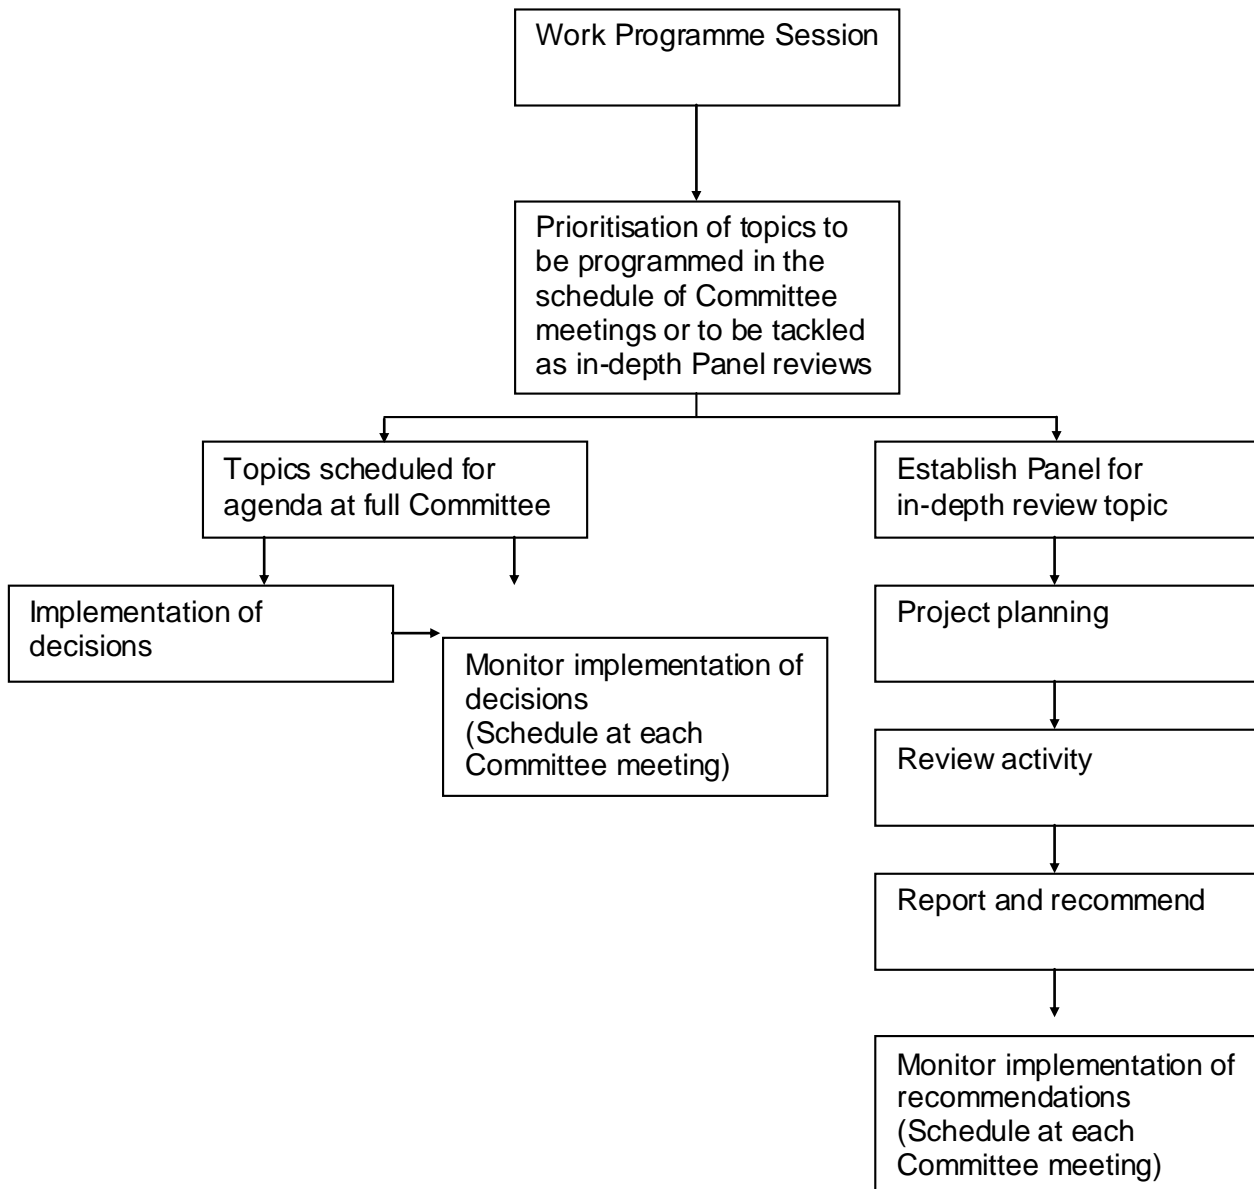 Work Programme Session
Prioritisation of topics to
be programmed in the
schedule of Committee
meetings or to be tackled
as in-depth Panel reviews
Topics scheduled for
agenda at full Committee
Establish Panel for
in-depth review topic
Implementation of
decisions
Project planning
Monitor implementation of
decisions
(Schedule at each
Committee meeting)
Review activity
Report and recommend
Monitor implementation of
recommendations
(Schedule at each
Committee meeting)